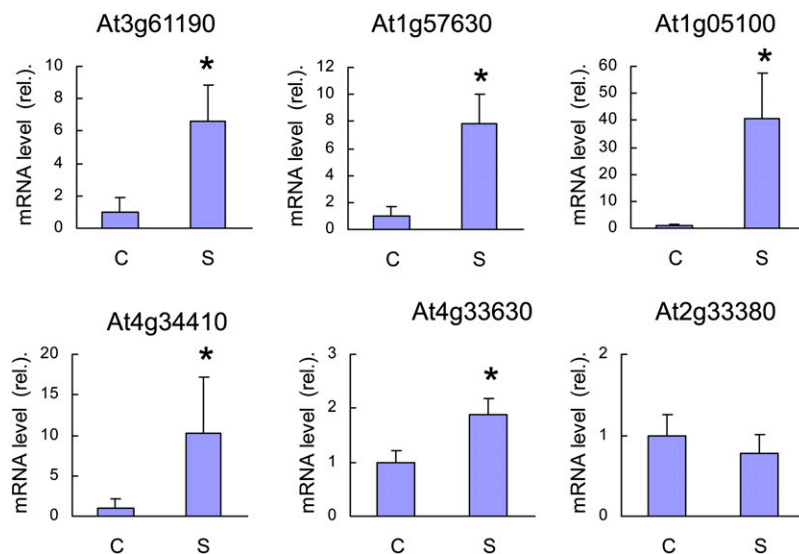 At3g61190 At1g57630 At1g05100
mRNA level (rel.).
10
8
6
4
2
0
*
C S
mRNA level (rel.).
12
10
8
6
4
2
0
*
C S
mRNA level (rel.).
60
50
40
30
20
10
0
*
C S
At4g34410 At4g33630 At2g33380
mRNA level (rel.).
20
15
10
5
0
*
C S
mRNA level (rel.).
3
2
1
0
*
C S
mRNA level (rel.).
2
1
0
C S